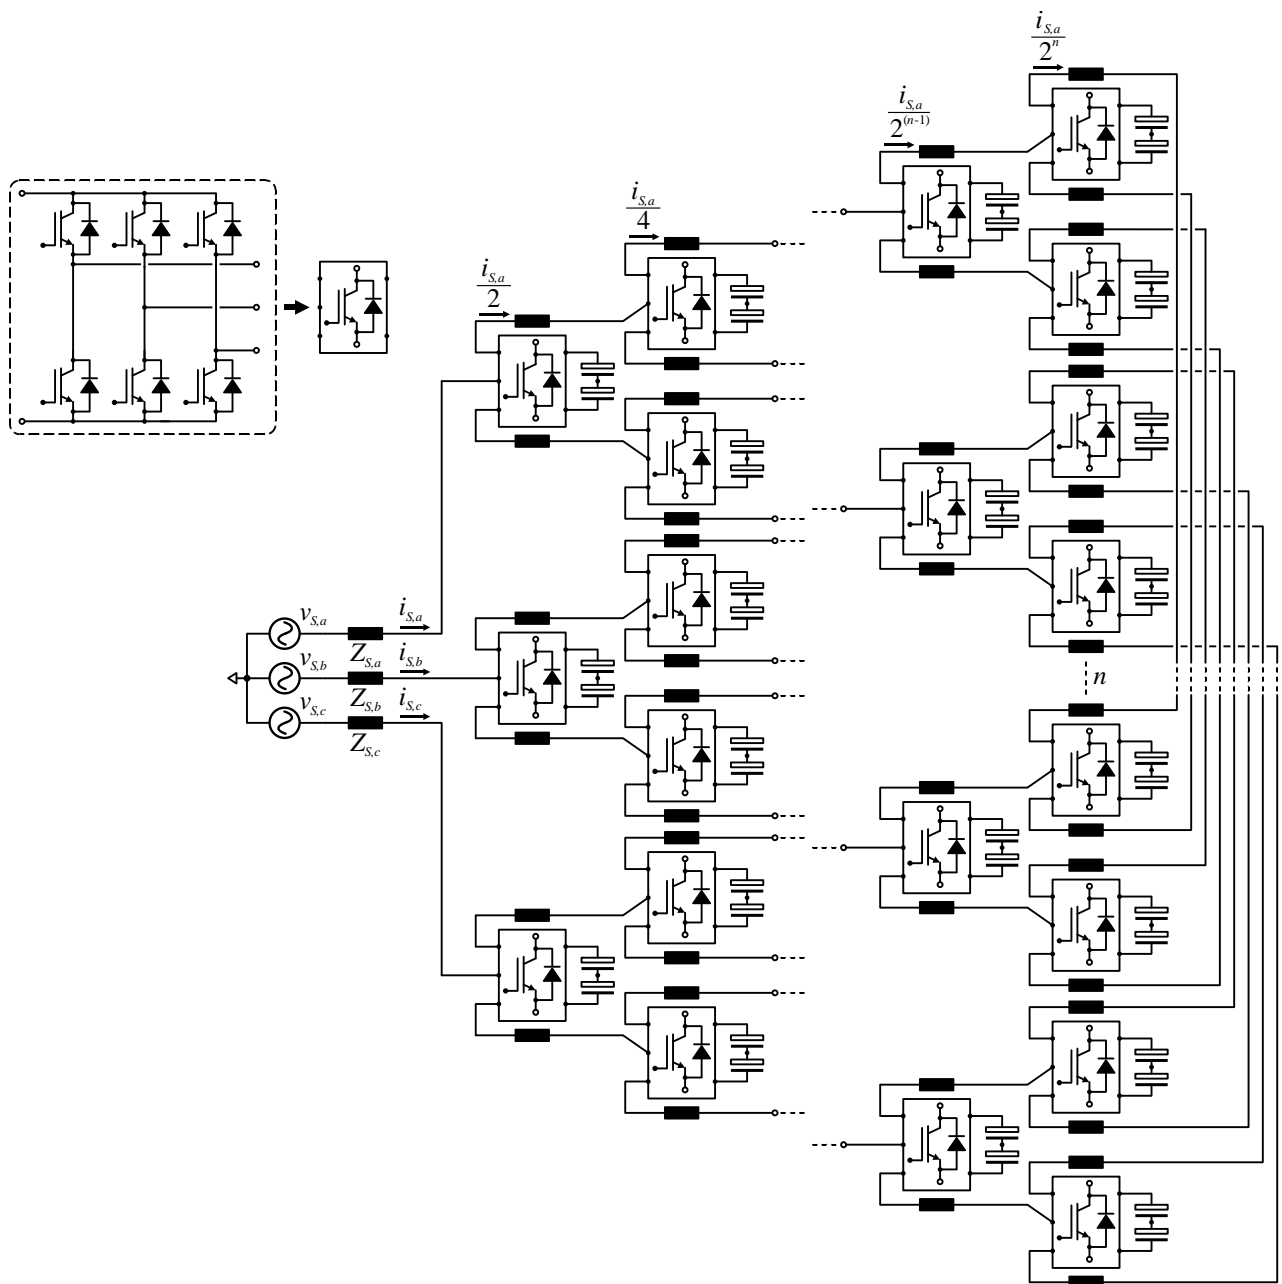 i_{S,a}/2^n
i_{S,a}/2^{(n-1)}
i_{S,a}/4
i_{S,a}/2
v_{S,a} i_{S,a}
Z_{S,a}
v_{S,b} i_{S,b}
Z_{S,b}
v_{S,c} i_{S,c}
Z_{S,c}
n